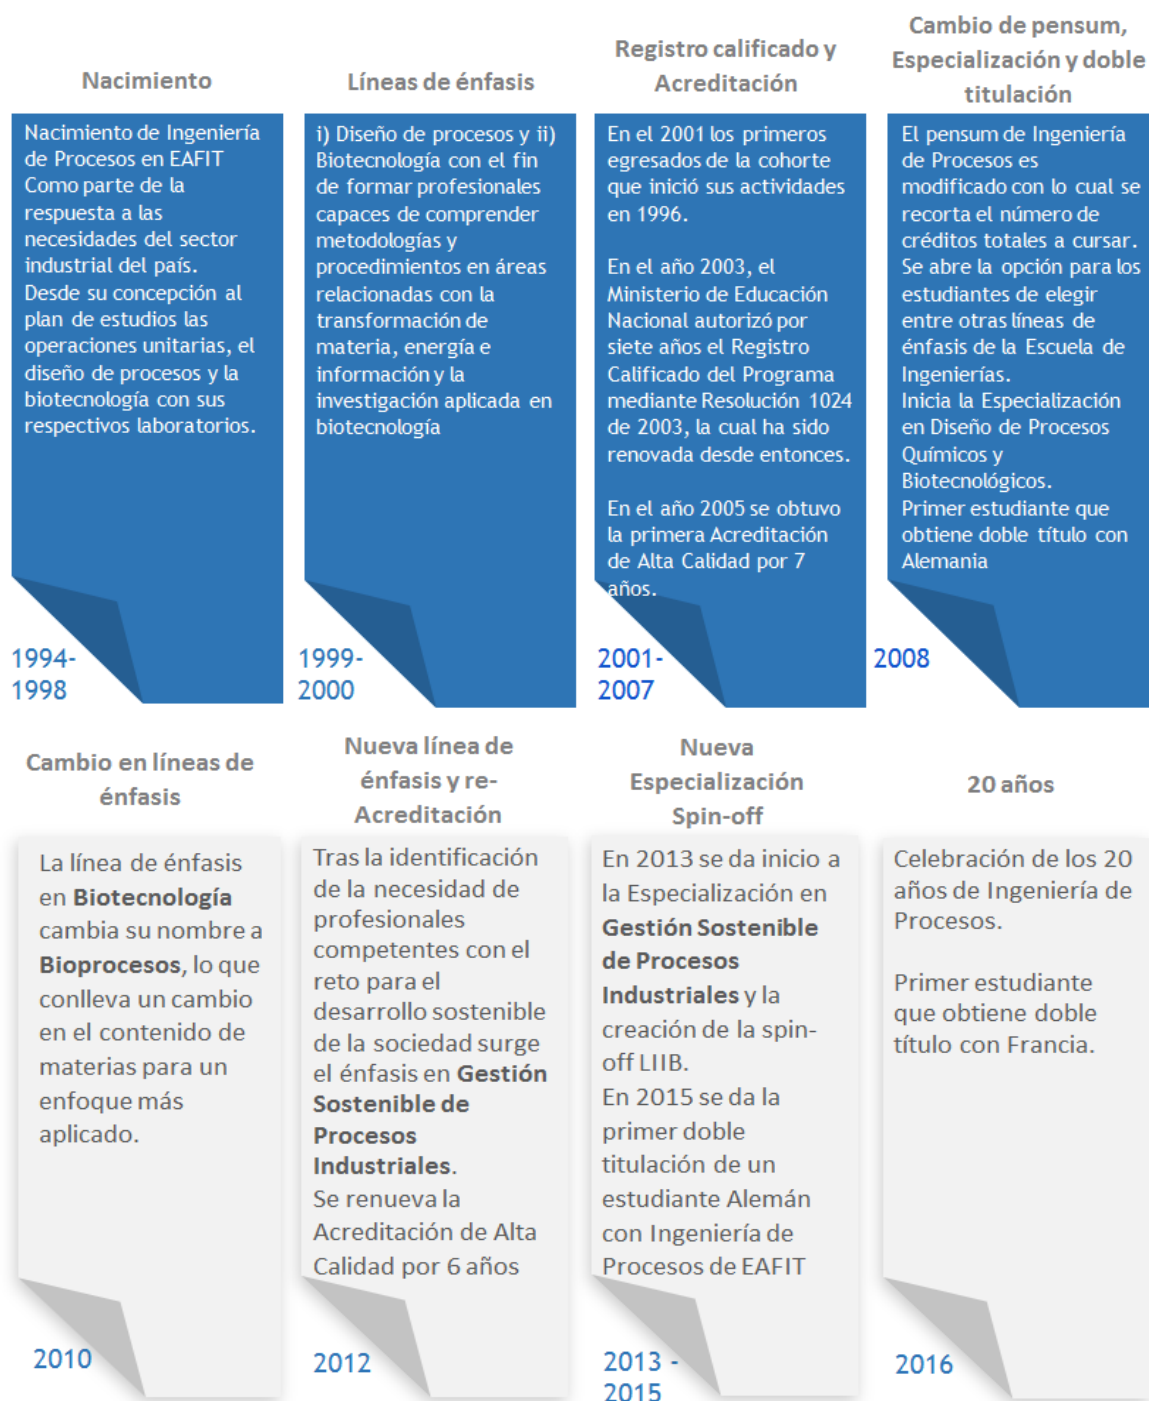 Nacimiento
Nacimiento de Ingeniería
de Procesos en EAFIT
Como parte de la
respuesta a las
necesidades del sector
industrial del país.
Desde su concepción al
plan de estudios las
operaciones unitarias, el
diseño de procesos y la
biotecnología con sus
respectivos laboratorios.
1994-
1998
Líneas de énfasis
i) Diseño de procesos y ii)
Biotecnología con el fin
de formar profesionales
capaces de comprender
metodologías y
procedimientos en áreas
relacionadas con la
transformación de
materia, energía e
información y la
investigación aplicada en
biotecnología
1999-
2000
Registro calificado y
Acreditación
En el 2001 los primeros
egresados de la cohorte
que inició sus actividades
en 1996.
En el año 2003, el
Ministerio de Educación
Nacional autorizó por
siete años el Registro
Calificado del Programa
mediante Resolución 1024
de 2003, la cual ha sido
renovada desde entonces.
En el año 2005 se obtuvo
la primera Acreditación
de Alta Calidad por 7
años.
2001-
2007
Cambio de pensum,
Especialización y doble
titulación
El pensum de Ingeniería
de Procesos es
modificado con lo cual se
recorta el número de
créditos totales a cursar.
Se abre la opción para los
estudiantes de elegir
entre otras líneas de
énfasis de la Escuela de
Ingenierías.
Inicia la Especialización
en Diseño de Procesos
Químicos y
Biotecnológicos.
Primer estudiante que
obtiene doble título con
Alemania
2008
Cambio en líneas de
énfasis
La línea de énfasis
en Biotecnología
cambia su nombre a
Bioprocesos, lo que
conlleva un cambio
en el contenido de
materias para un
enfoque más
aplicado.
2010
Nueva línea de
énfasis y re-
Acreditación
Tras la identificación
de la necesidad de
profesionales
competentes con el
reto para el
desarrollo sostenible
de la sociedad surge
el énfasis en Gestión
Sostenible de
Procesos
Industriales.
Se renueva la
Acreditación de Alta
Calidad por 6 años
2012
Nueva
Especialización
Spin-off
En 2013 se da inicio a
la Especialización en
Gestión Sostenible
de Procesos
Industriales y la
creación de la spin-
off LIIB.
En 2015 se da la
primer doble
titulación de un
estudiante Alemán
con Ingeniería de
Procesos de EAFIT
2013 -
2015
20 años
Celebración de los 20
años de Ingeniería de
Procesos.
Primer estudiante
que obtiene doble
título con Francia.
2016